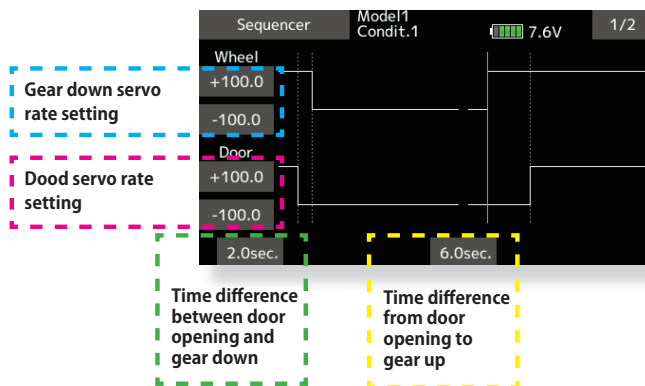 Sequencer
Model1
Condit.1
7.6V
1/2
Wheel
+100.0
-100.0
Door
+100.0
-100.0
2.0sec.
6.0sec.
Gear down servo
rate setting
Dood servo rate
setting
Time difference
between door
opening and
gear down
Time difference
from door
opening to
gear up